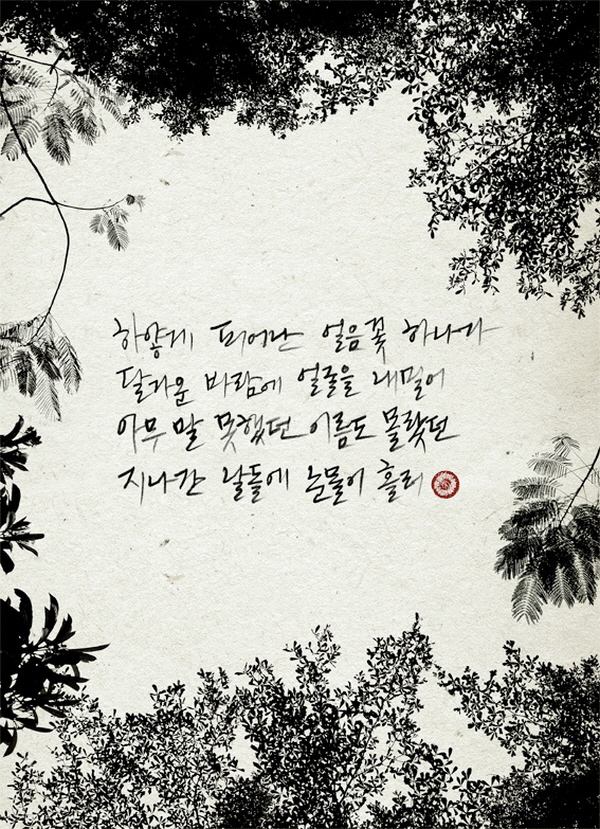 하얗게 피어난 얼음꽃 하나가
달가운 바람에 얼굴을 내밀어
아무 말 못했던 이름도 몰랐던
지나간 날들에 눈물이 흘러